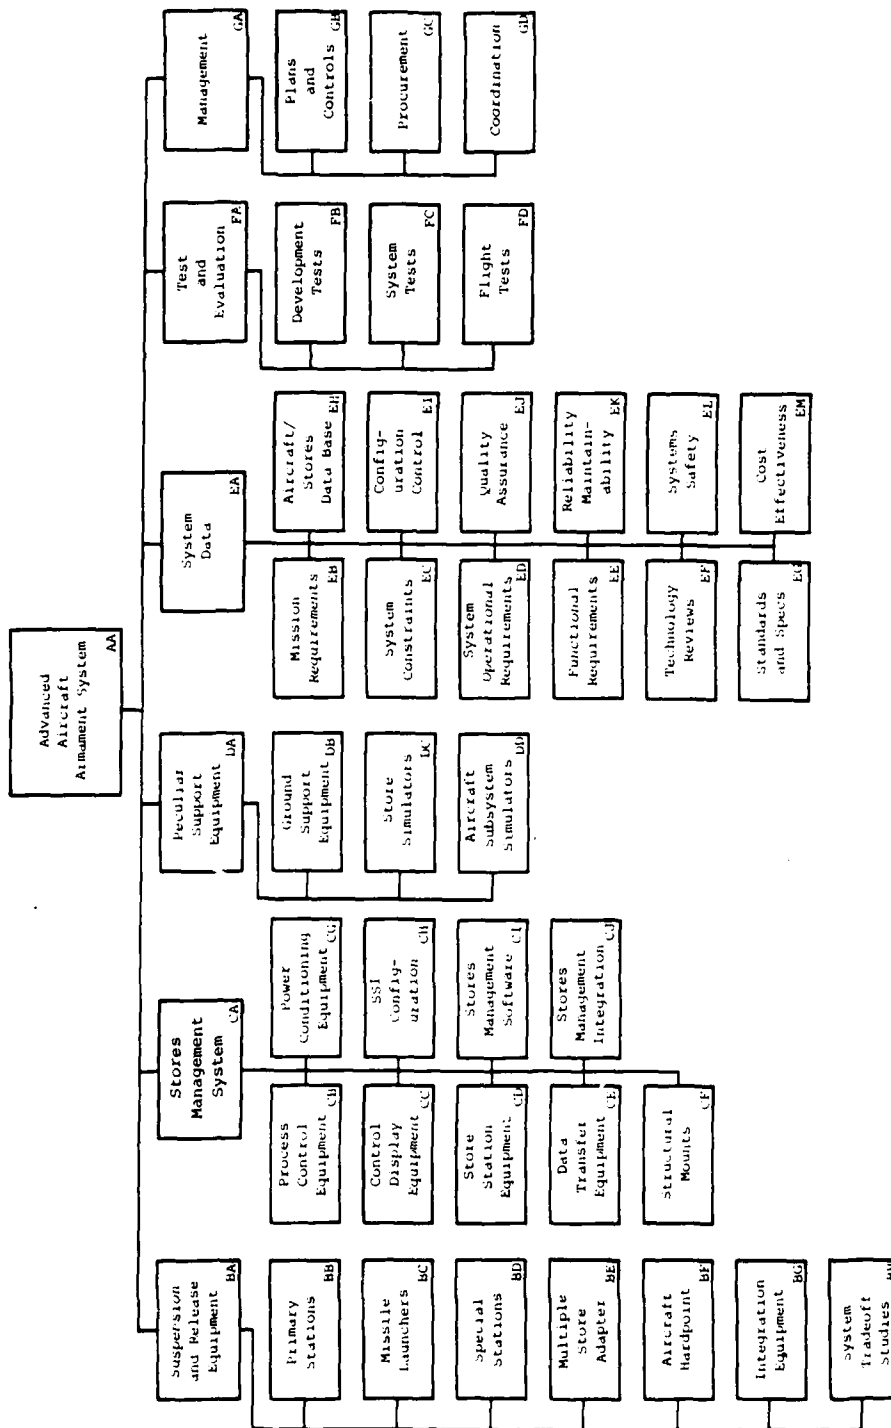 Advanced
Aircraft
Armament System
AA
Suspension
and Release
Equipment
BA
Primary
Stations
BB
Missile
Launchers
BC
Special
Stations
BD
Multiple
Store
Adapter
BE
Aircraft
Hardpoint
BF
Integration
Equipment
BG
System
Tradeoff
Studies
Stores
Management
System
CA
Process
Control
Equipment
CB
Control
Display
Equipment
CC
Store
Station
Equipment
CD
Data
Transfer
Equipment
CE
Structural
Mounts
CF
Power
Conditioning
Equipment
CG
SSI
Config-
uration
CH
Stores
Management
Software
CI
Stores
Management
Integration
CJ
Peculiar
Support
Equipment
DA
Ground
Support
Equipment
DB
Store
Simulators
DC
Aircraft
Subsystem
Simulators
DD
System
Data
EA
Mission
Requirements
EB
System
Constraints
EC
System
Operational
Requirements
ED
Functional
Requirements
EE
Technology
Reviews
EF
Standards
and Specs
EG
Aircraft/
Stores
Data Base
EH
Config-
uration
Control
EI
Quality
Assurance
EJ
Reliability
Maintain-
ability
EK
Systems
Safety
EL
Cost
Effectiveness
EM
Test
and
Evaluation
FA
Development
Tests
FB
System
Tests
FC
Flight
Tests
FD
Management
GA
Plans
and
Controls
GB
Procurement
GC
Coordination
GD